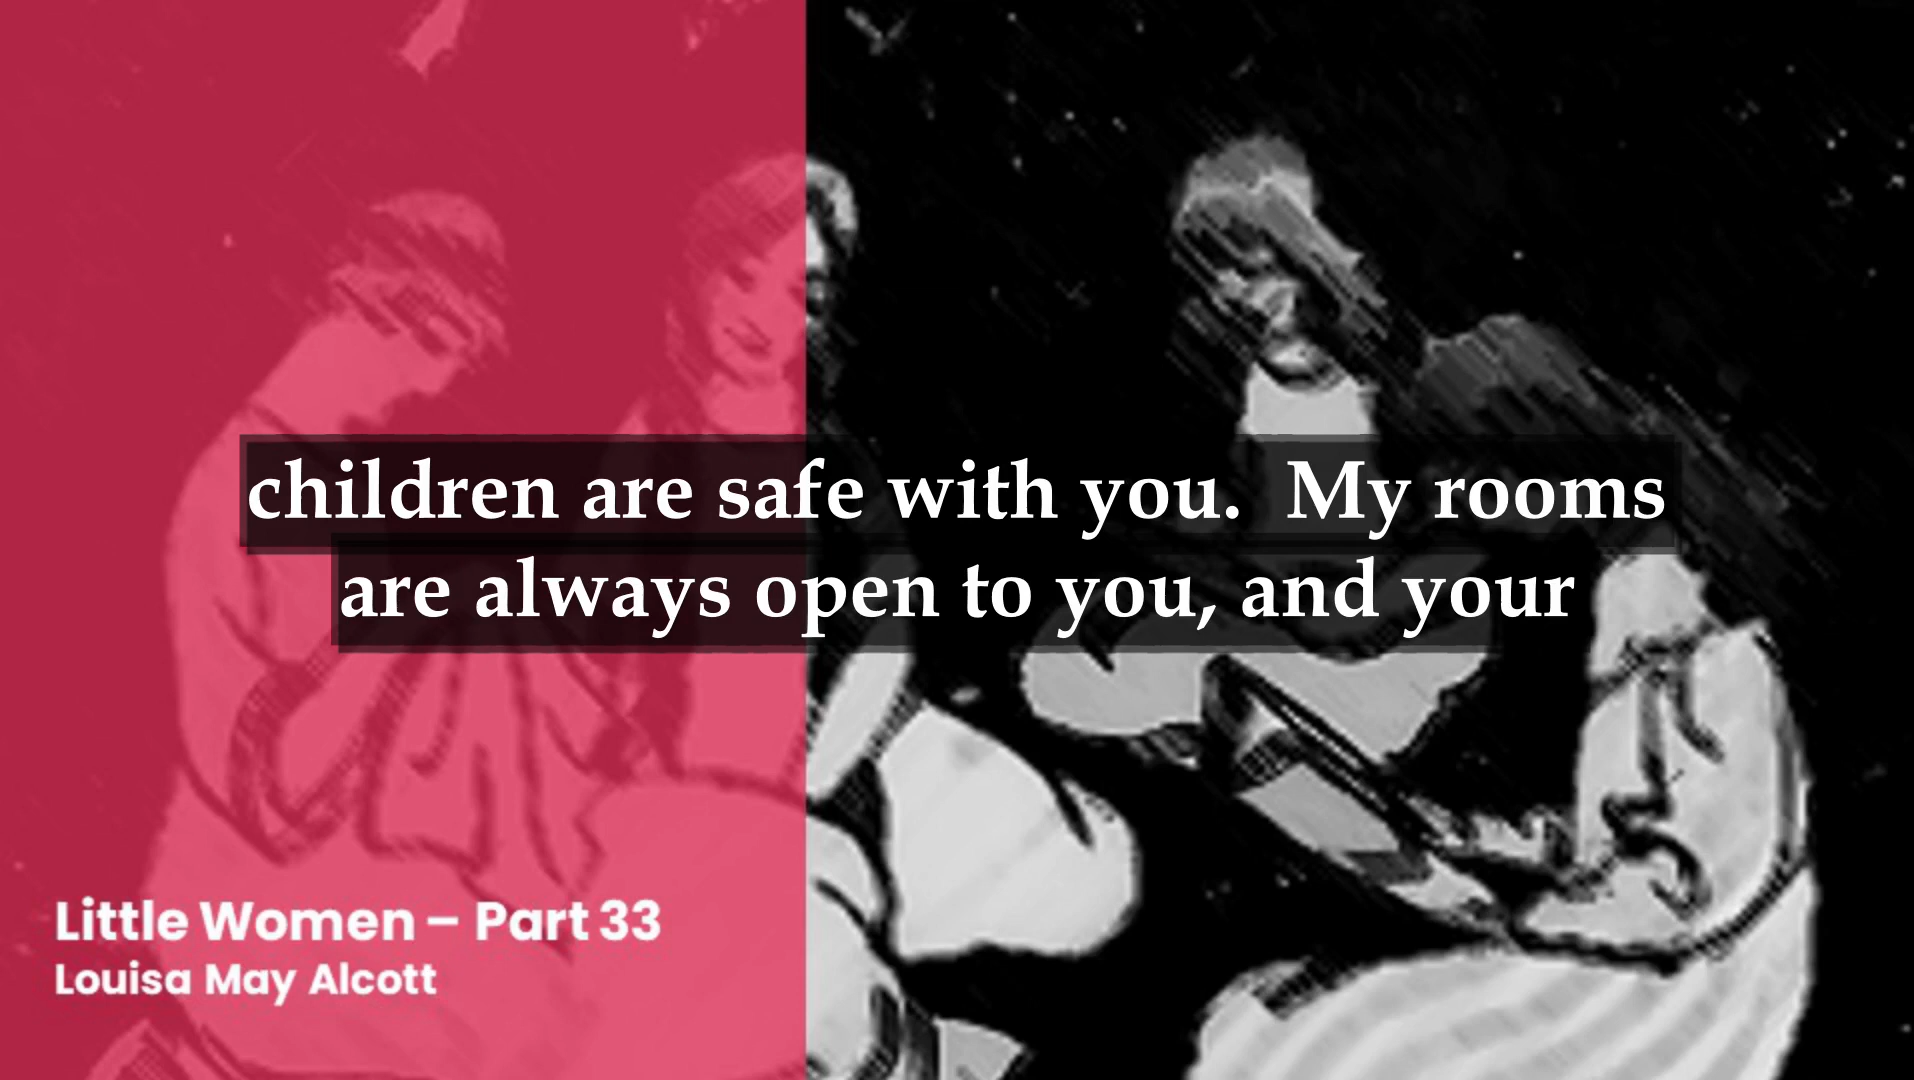 children are safe with you.  My rooms
are always open to you, and your
Little Women – Part 33
Louisa May Alcott